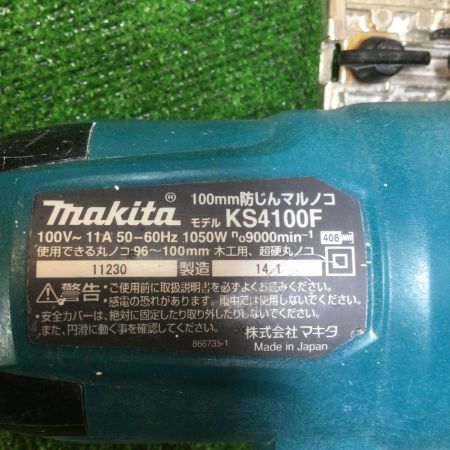 makita® 100mm防じんマルノコ
モデル KS4100F
100V~ 11A 50-60Hz 1050W n₀9000min⁻¹ 408
使用できる丸ノコ 96~100mm 木工用、超硬丸ノコ
11230 製造 14.1
⚠警告 ・ご使用前に取扱説明書を必ずよくお読みください。
・感電の恐れがあります。雨中では使用しないでください。
・安全カバーは、絶対に固定したり取り外したりしないでください。
また、円滑に動く事を確認してください。
866735-1 株式会社マキタ
Made in Japan